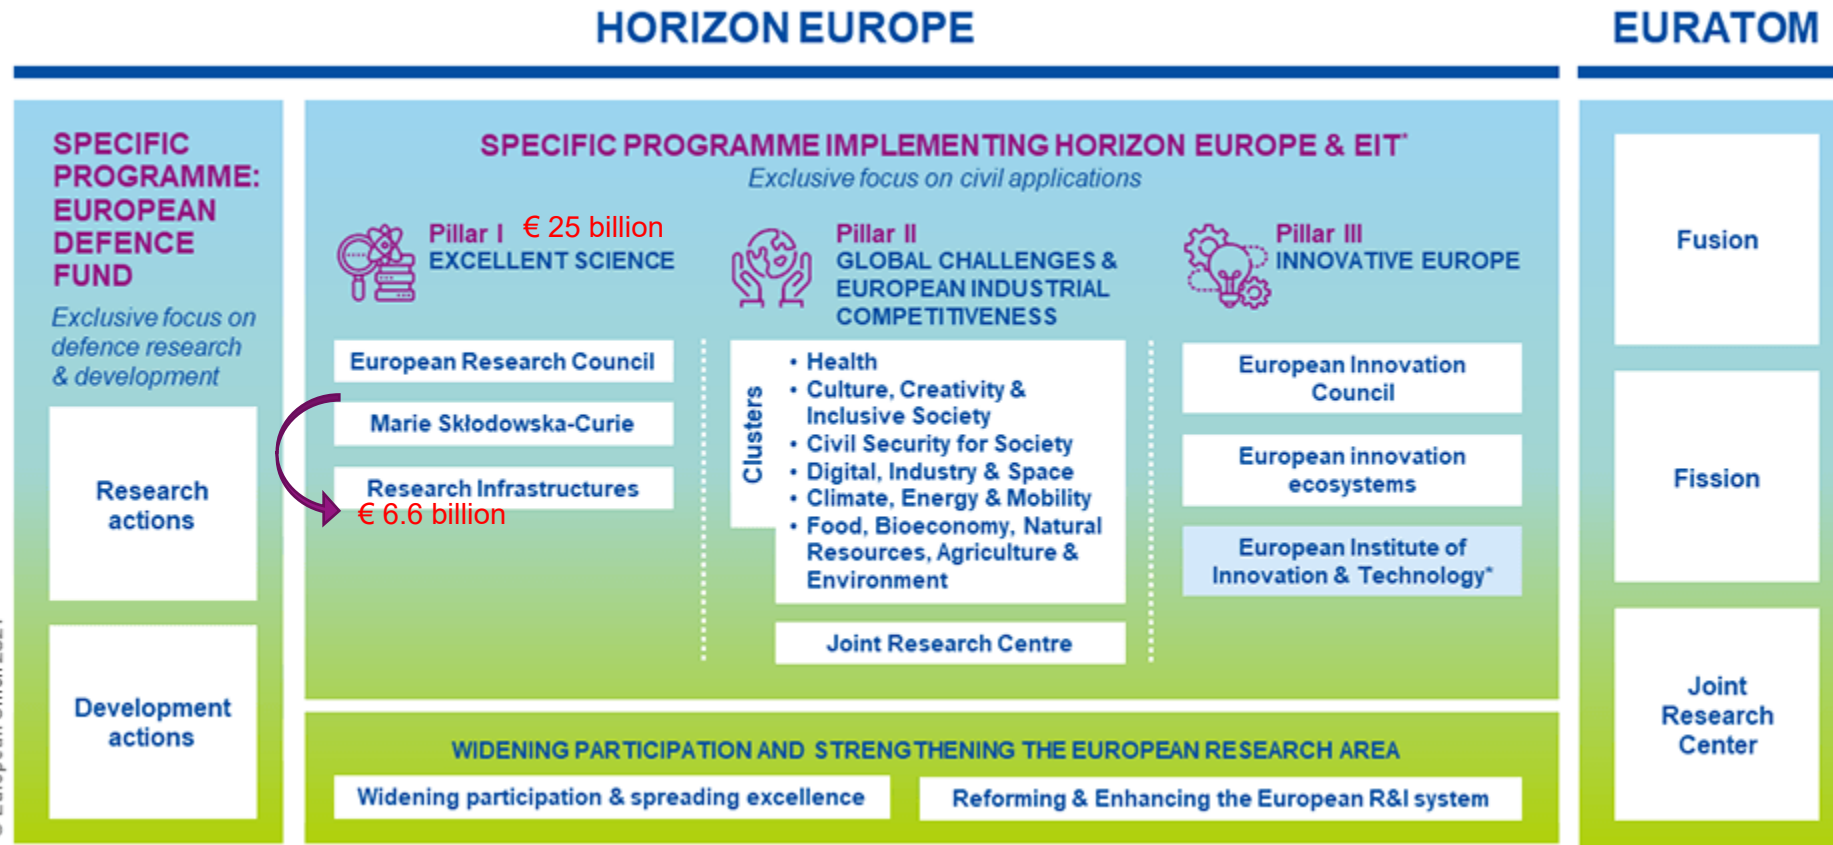 HORIZON EUROPE
EURATOM
SPECIFIC
PROGRAMME:
EUROPEAN
DEFENCE
FUND
Exclusive focus on
defence research
& development
Research
actions
Development
actions
SPECIFIC PROGRAMME IMPLEMENTING HORIZON EUROPE & EIT*
Exclusive focus on civil applications
Pillar I € 25 billion
EXCELLENT SCIENCE
European Research Council
Marie Skłodowska-Curie
Research Infrastructures
€ 6.6 billion
Pillar II
GLOBAL CHALLENGES &
EUROPEAN INDUSTRIAL
COMPETITIVENESS
Clusters
• Health
• Culture, Creativity &
Inclusive Society
• Civil Security for Society
• Digital, Industry & Space
• Climate, Energy & Mobility
• Food, Bioeconomy, Natural
Resources, Agriculture &
Environment
Joint Research Centre
Pillar III
INNOVATIVE EUROPE
European Innovation
Council
European innovation
ecosystems
European Institute of
Innovation & Technology*
WIDENING PARTICIPATION AND STRENGTHENING THE EUROPEAN RESEARCH AREA
Widening participation & spreading excellence
Reforming & Enhancing the European R&I system
Fusion
Fission
Joint
Research
Center